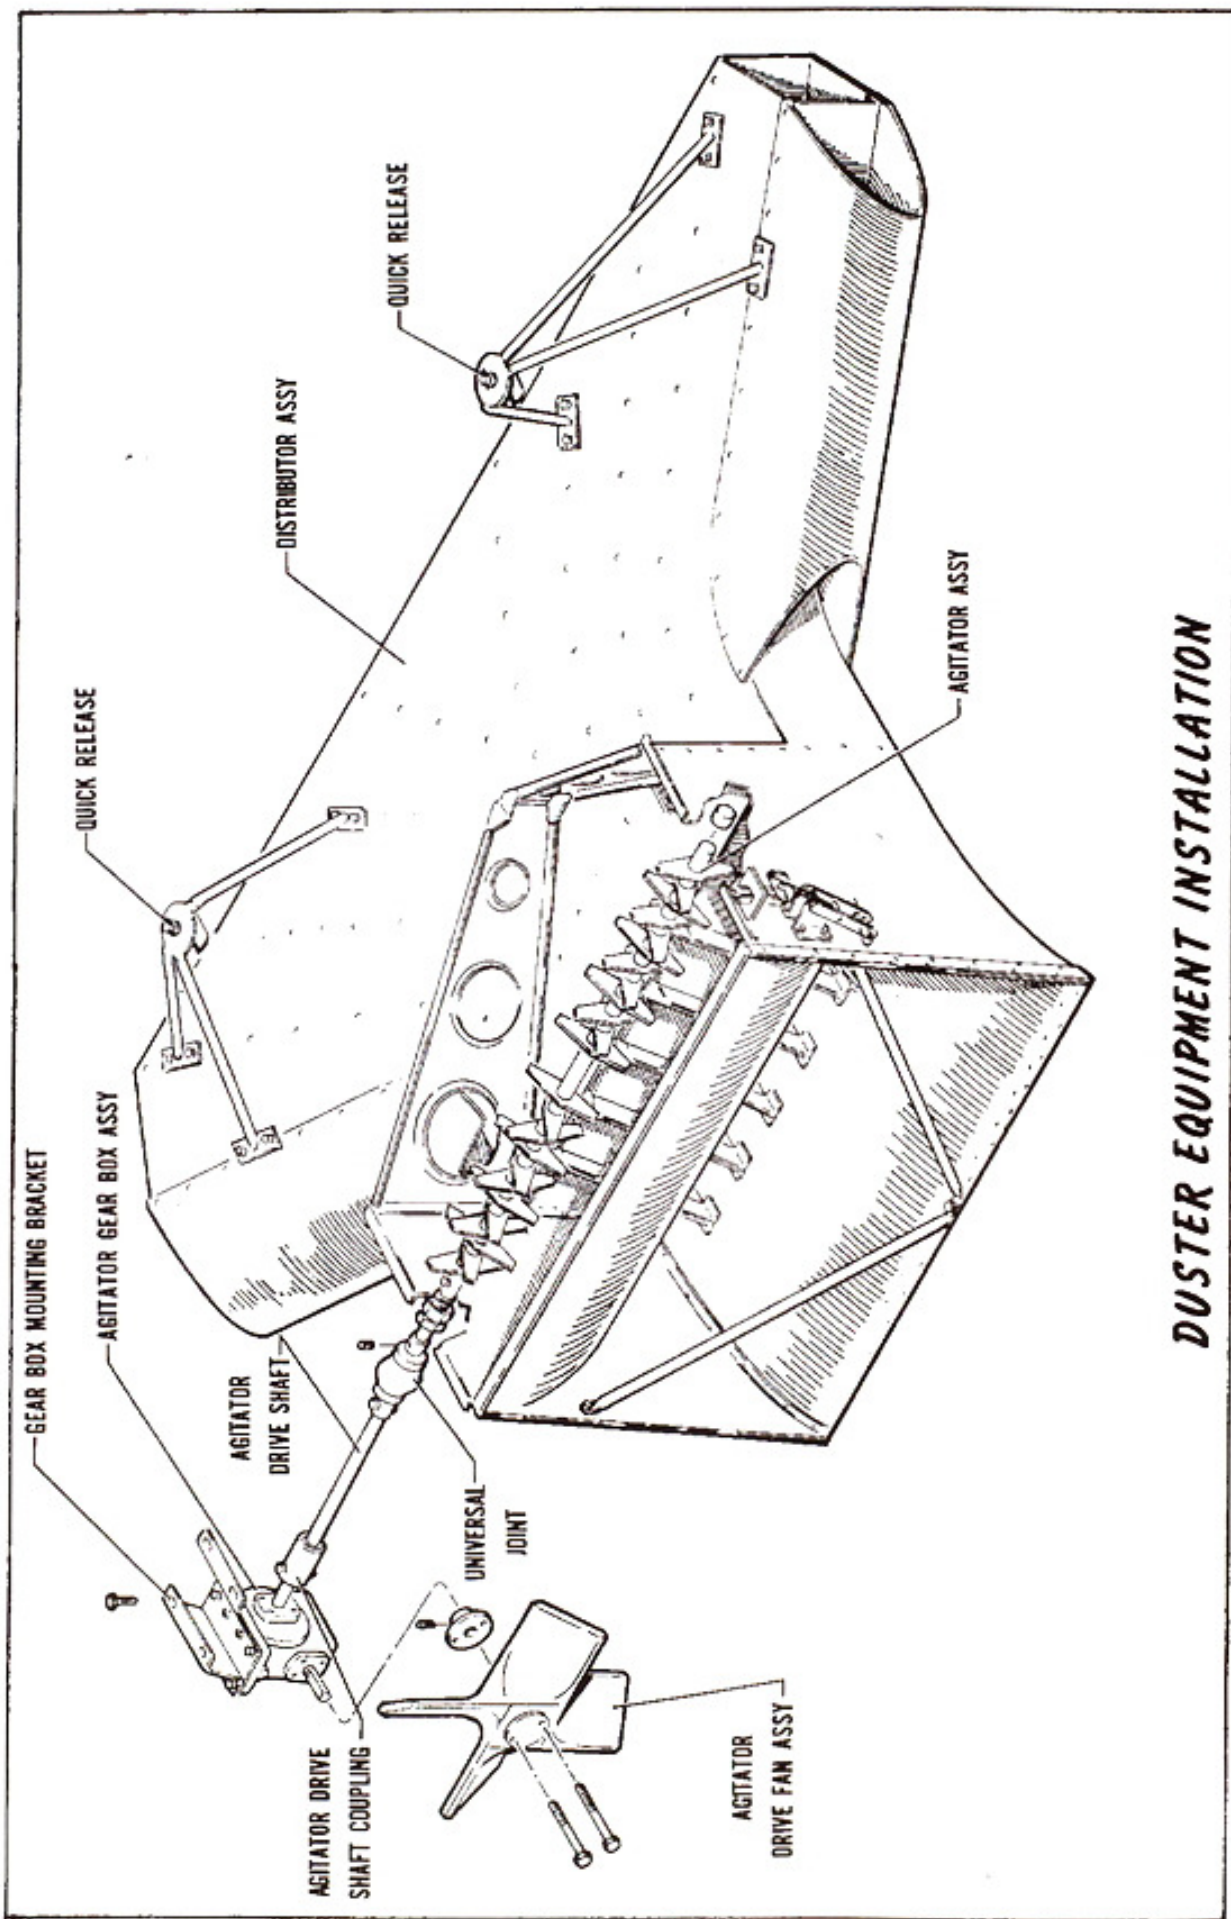 GEAR BOX MOUNTING BRACKET
AGITATOR GEAR BOX ASSY
QUICK RELEASE
DISTRIBUTOR ASSY
QUICK RELEASE
AGITATOR
DRIVE SHAFT
UNIVERSAL
JOINT
AGITATOR DRIVE
SHAFT COUPLING
AGITATOR
DRIVE FAN ASSY
AGITATOR ASSY
DUSTER EQUIPMENT INSTALLATION